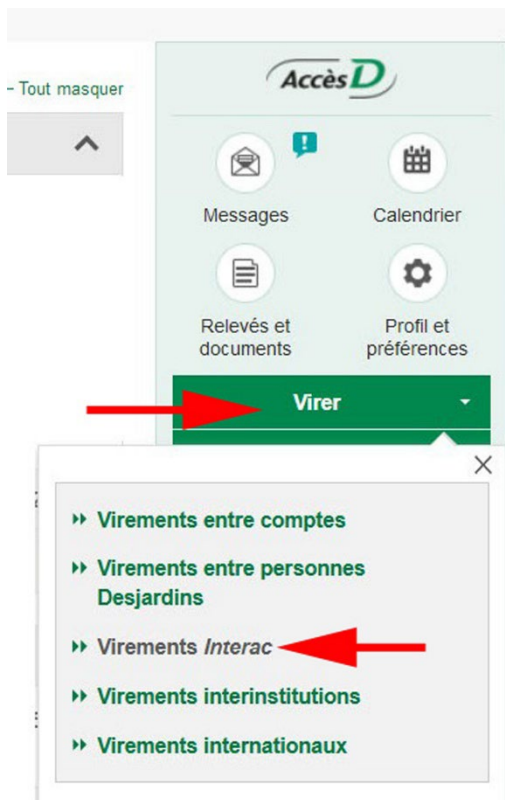 – Tout masquer
AccèsD
Messages
Calendrier
Relevés et
documents
Profil et
préférences
Virer
Virements entre comptes
Virements entre personnes
Desjardins
Virements Interac
Virements interinstitutions
Virements internationaux